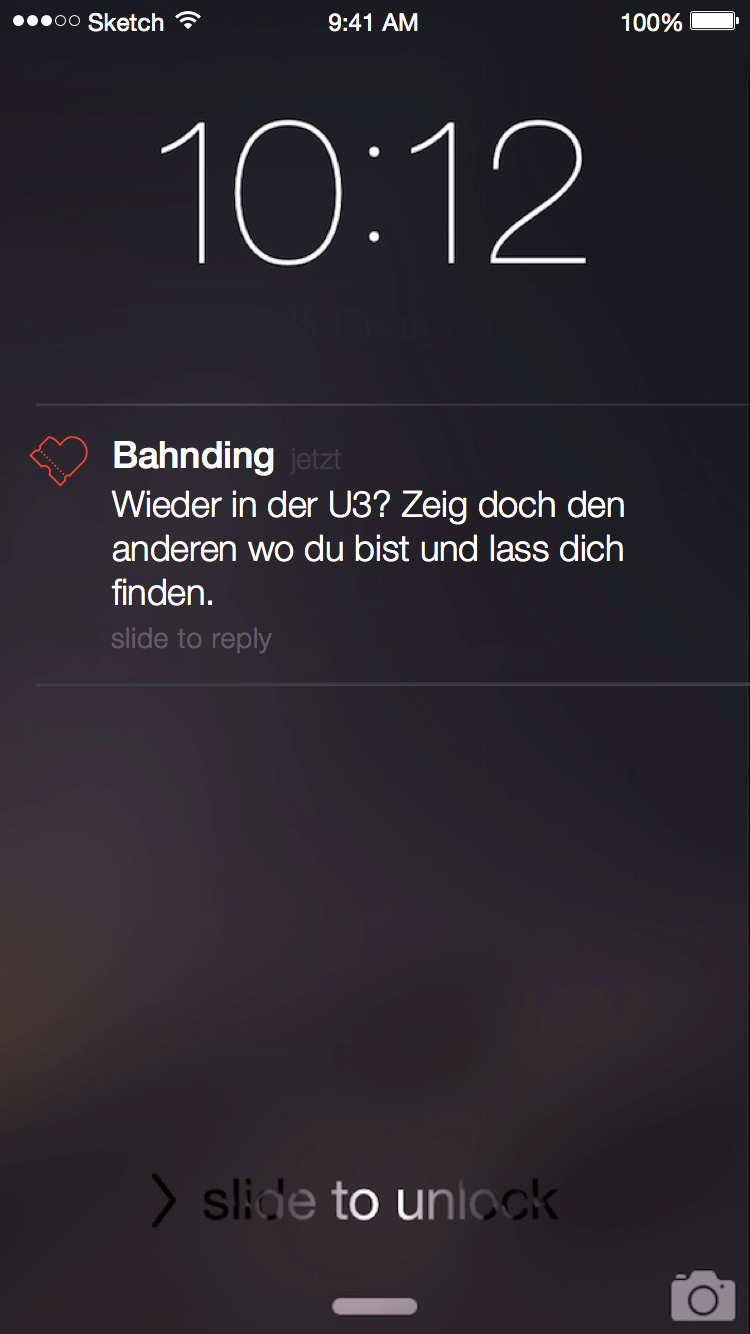 Sketch 9:41 AM 100%
10:12
Bahnding jetzt
Wieder in der U3? Zeig doch den
anderen wo du bist und lass dich
finden.
slide to reply
slide to unlock